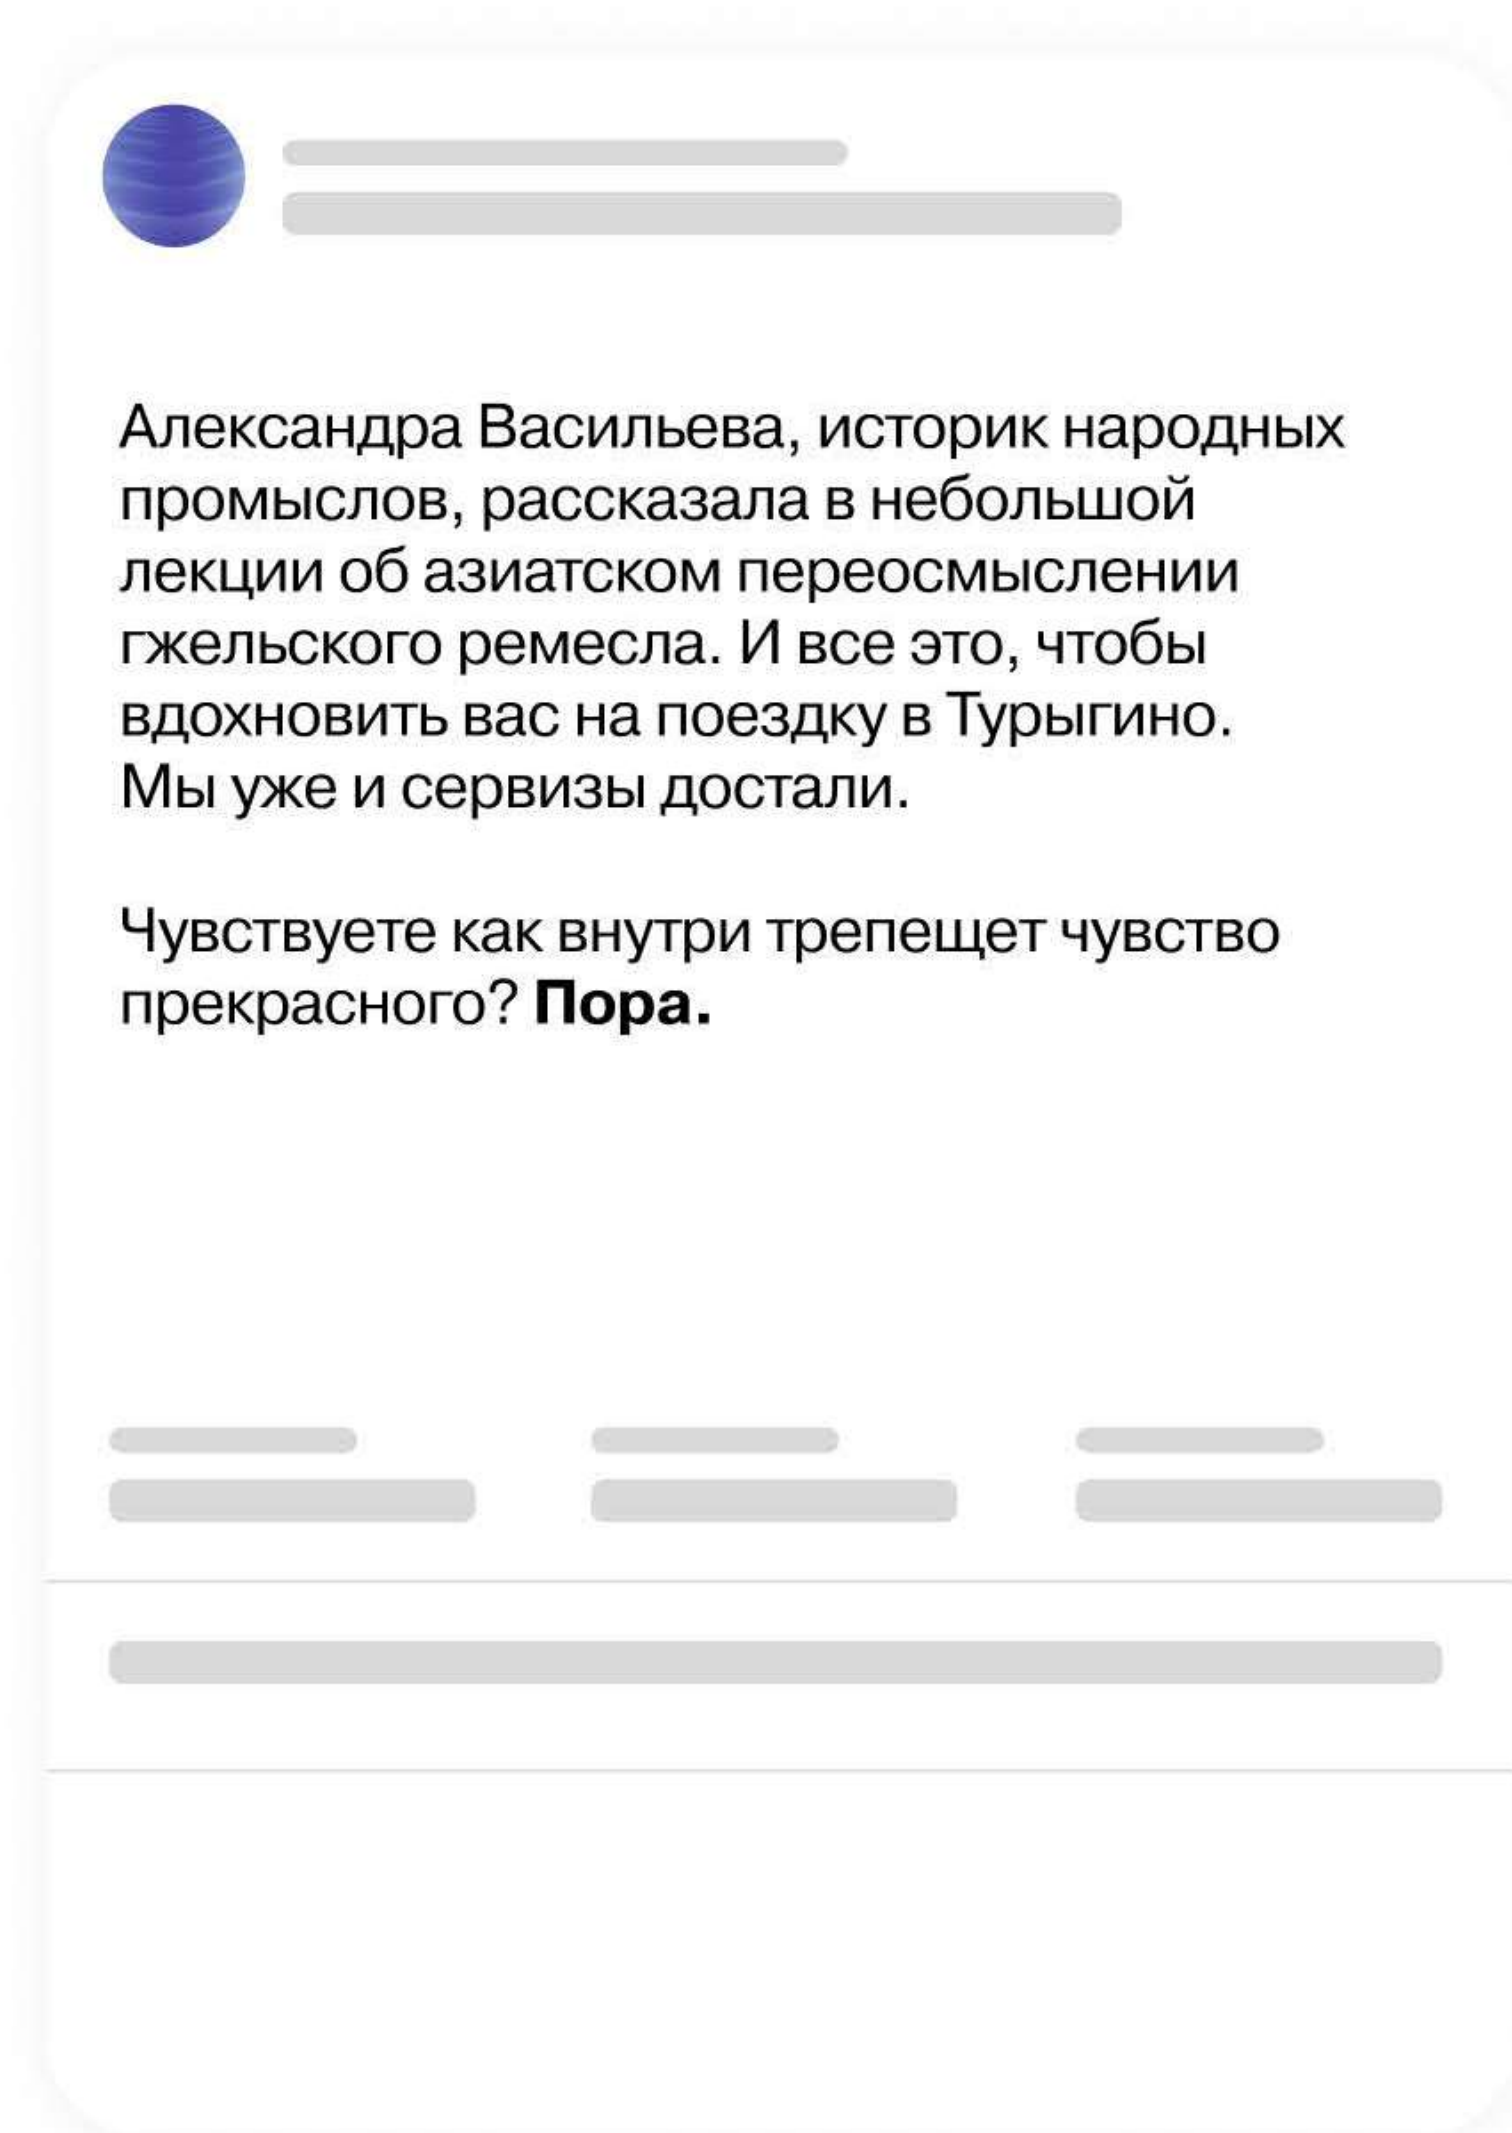 Александра Васильева, историк народных
промыслов, рассказала в небольшой
лекции об азиатском переосмыслении
гжельского ремесла. И все это, чтобы
вдохновить вас на поездку в Турыгино.
Мы уже и сервизы достали.
Чувствуете как внутри трепещет чувство
прекрасного? Пора.